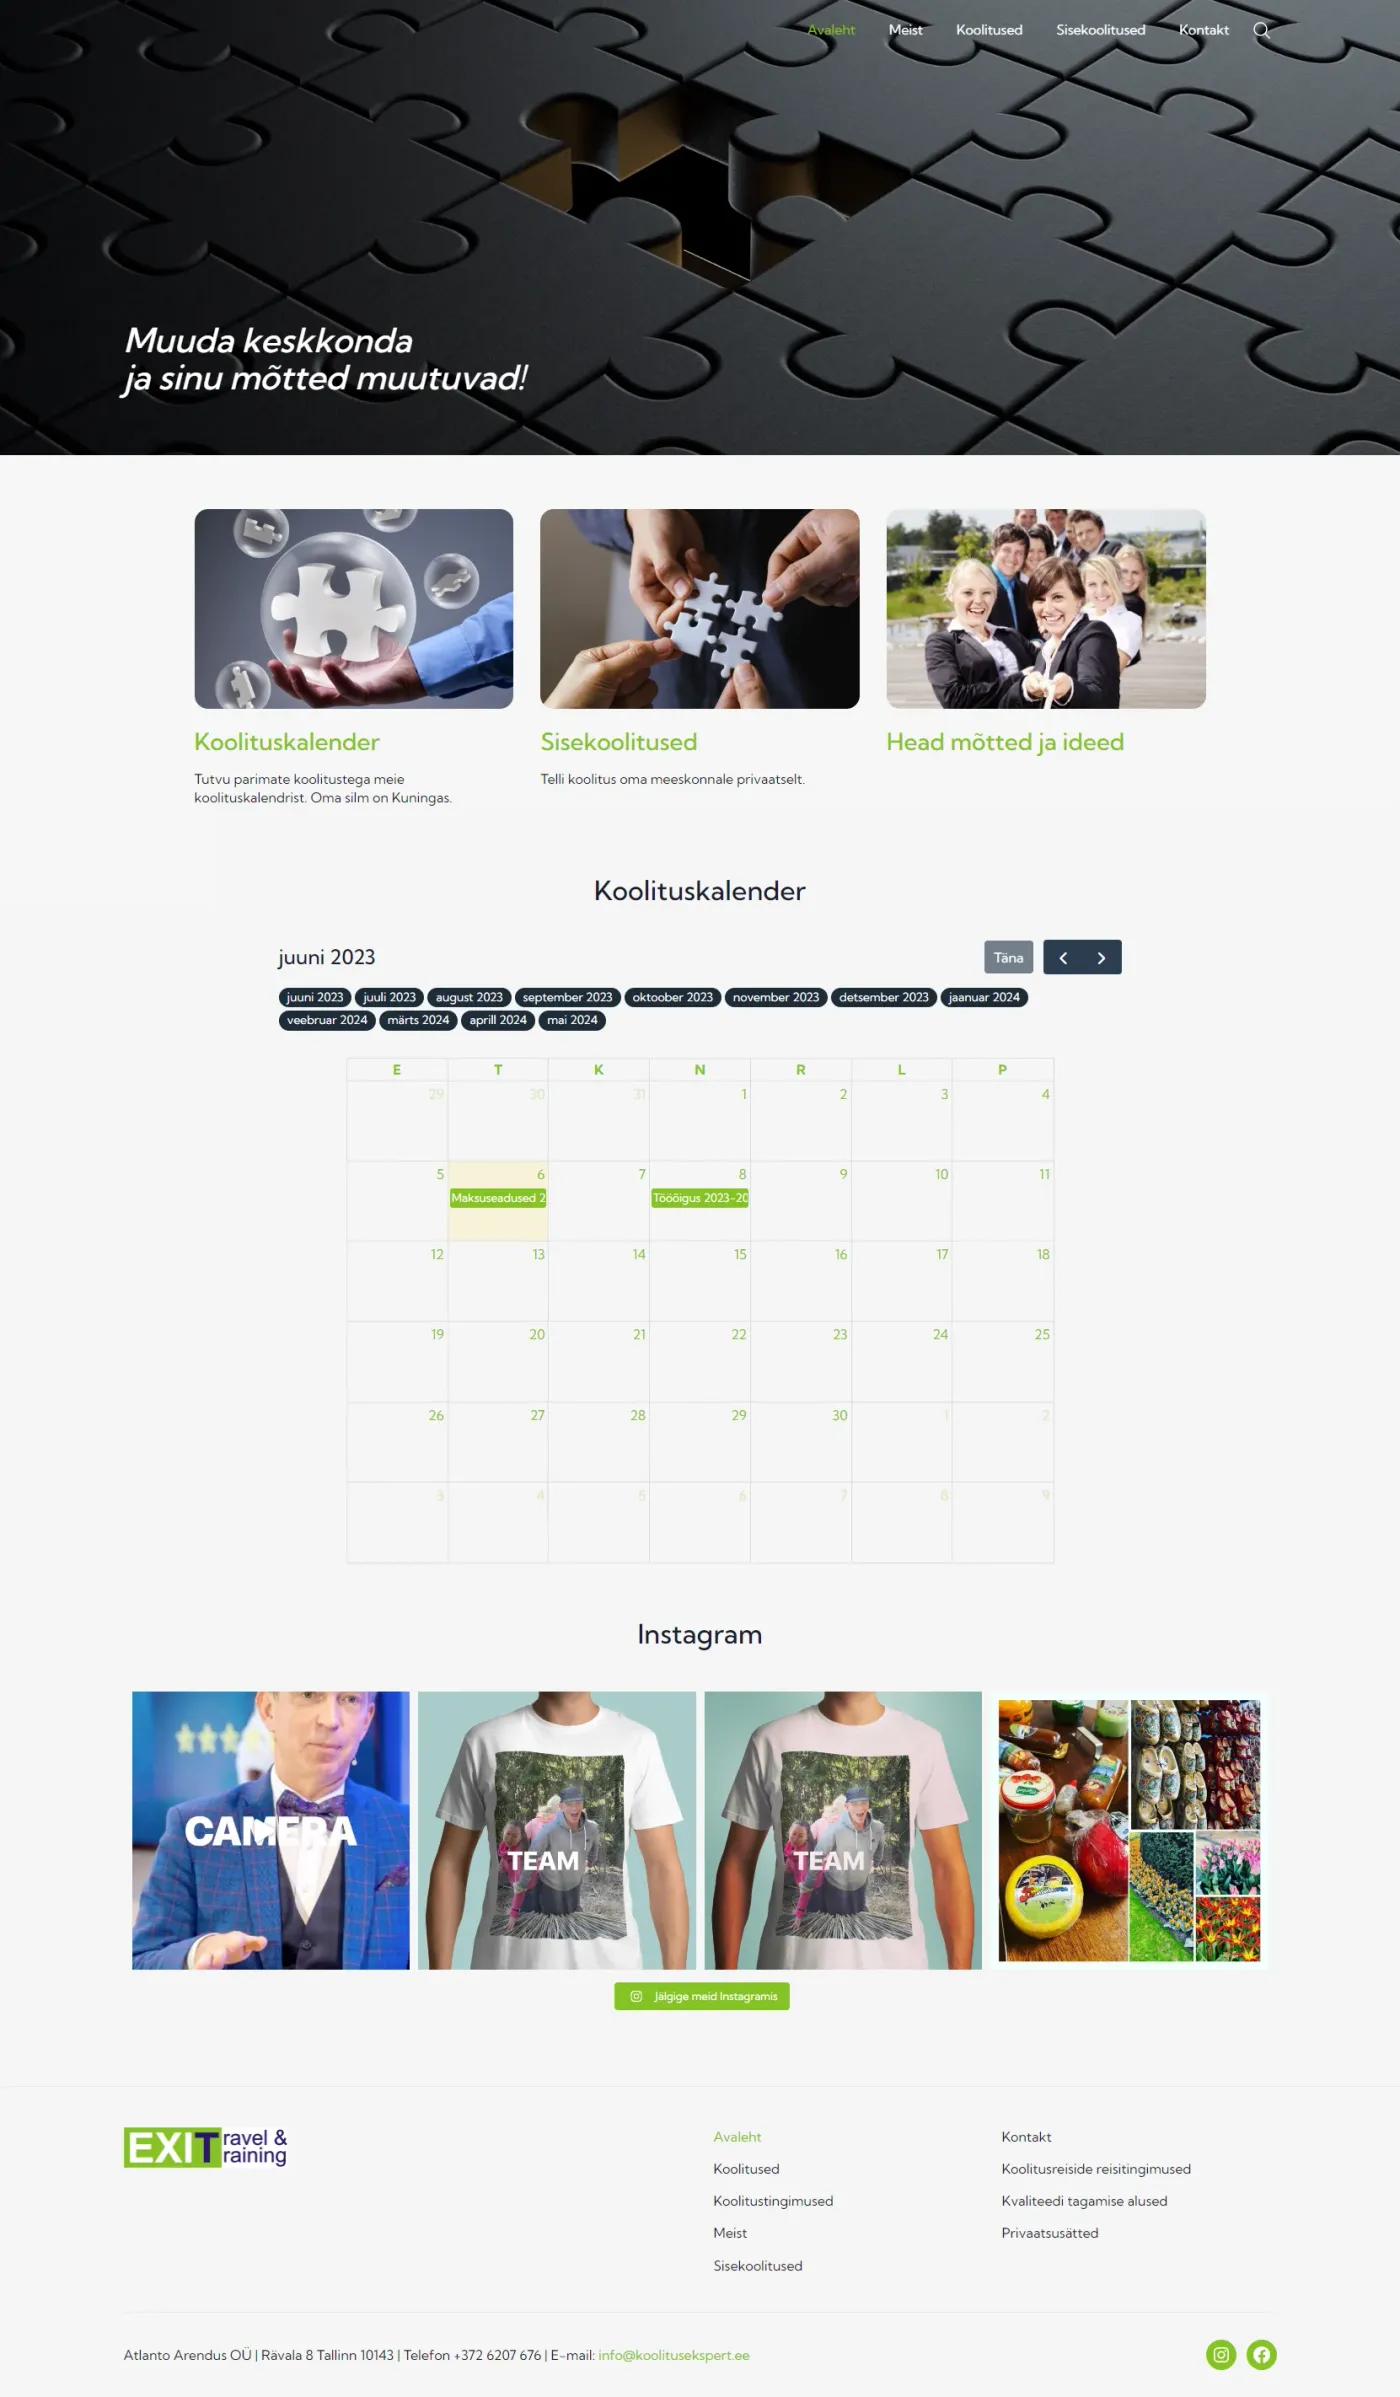 Avaleht Meist Koolitused Sisekoolitused Kontakt
Muuda keskkonda
ja sinu mõtted muutuvad!
Koolituskalender
Tutvu parimate koolitustega meie
koolituskalendrist. Oma silm on Kuningas.
Sisekoolitused
Telli koolitus oma meeskonnale privaatselt.
Head mõtted ja ideed
Koolituskalender
juuni 2023
Täna
juuni 2023 juuli 2023 august 2023 september 2023 oktoober 2023 november 2023 detsember 2023 jaanuar 2024
veebruar 2024 märts 2024 aprill 2024 mai 2024
E T K N R L P
29 30 31 1 2 3 4
5 6 7 8 9 10 11
Maksuseadused 2 Tööõigus 2023-20
12 13 14 15 16 17 18
19 20 21 22 23 24 25
26 27 28 29 30 1 2
3 4 5 6 7 8 9
Instagram
CAMERA
TEAM
TEAM
Jälgige meid Instagramis
EXIT ravel &
raining
Avaleht
Koolitused
Koolitustingimused
Meist
Sisekoolitused
Kontakt
Koolitusreiside reisitingimused
Kvaliteedi tagamise alused
Privaatsusätted
Atlanto Arendus OÜ | Rävala 8 Tallinn 10143 | Telefon +372 6207 676 | E-mail: info@koolitusekspert.ee